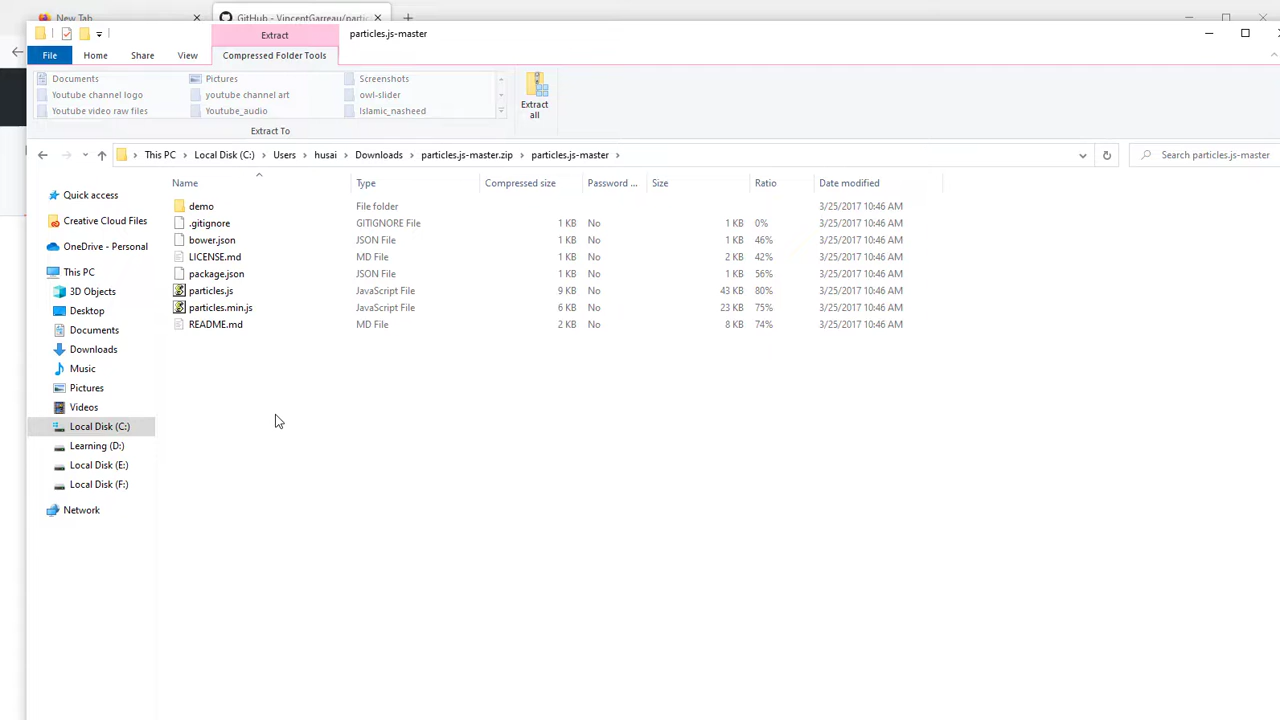 New Tab
GitHub - VincentGarreau/partic
Extract
particles.js-master
File
Home
Share
View
Compressed Folder Tools
Documents
Pictures
Screenshots
Youtube channel logo
youtube channel art
owl-slider
Youtube video raw files
Youtube_audio
Islamic_nasheed
Extract
all
Extract To
This PC
Local Disk (C:)
Users
husai
Downloads
particles.js-master.zip
particles.js-master
Search particles.js-master
Name
Type
Compressed size
Password ...
Size
Ratio
Date modified
demo File folder 3/25/2017 10:46 AM
.gitignore GITIGNORE File 1 KB No 1 KB 0% 3/25/2017 10:46 AM
bower.json JSON File 1 KB No 1 KB 46% 3/25/2017 10:46 AM
LICENSE.md MD File 1 KB No 2 KB 42% 3/25/2017 10:46 AM
package.json JSON File 1 KB No 1 KB 56% 3/25/2017 10:46 AM
particles.js JavaScript File 9 KB No 43 KB 80% 3/25/2017 10:46 AM
particles.min.js JavaScript File 6 KB No 23 KB 75% 3/25/2017 10:46 AM
README.md MD File 2 KB No 8 KB 74% 3/25/2017 10:46 AM
Quick access
Creative Cloud Files
OneDrive - Personal
This PC
3D Objects
Desktop
Documents
Downloads
Music
Pictures
Videos
Local Disk (C:)
Learning (D:)
Local Disk (E:)
Local Disk (F:)
Network